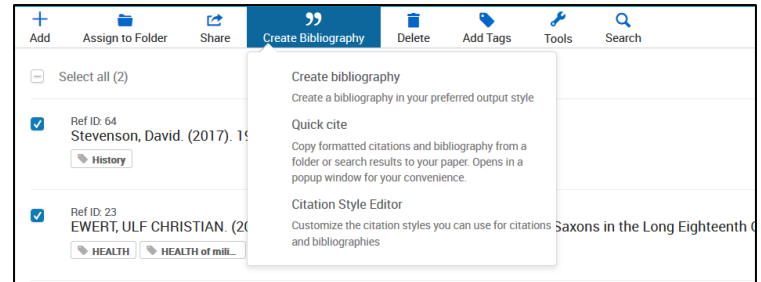 Add Assign to Folder Share Create Bibliography Delete Add Tags Tools Search
Select all (2)
Create bibliography
Create a bibliography in your preferred output style
Quick cite
Copy formatted citations and bibliography from a
folder or search results to your paper. Opens in a
popup window for your convenience.
Citation Style Editor
Customize the citation styles you can use for citations
and bibliographies
Ref ID: 64
Stevenson, David. (2017). 19
History
Ref ID: 23
EWERT, ULF CHRISTIAN. (20 Saxons in the Long Eighteenth C
HEALTH HEALTH of mili...